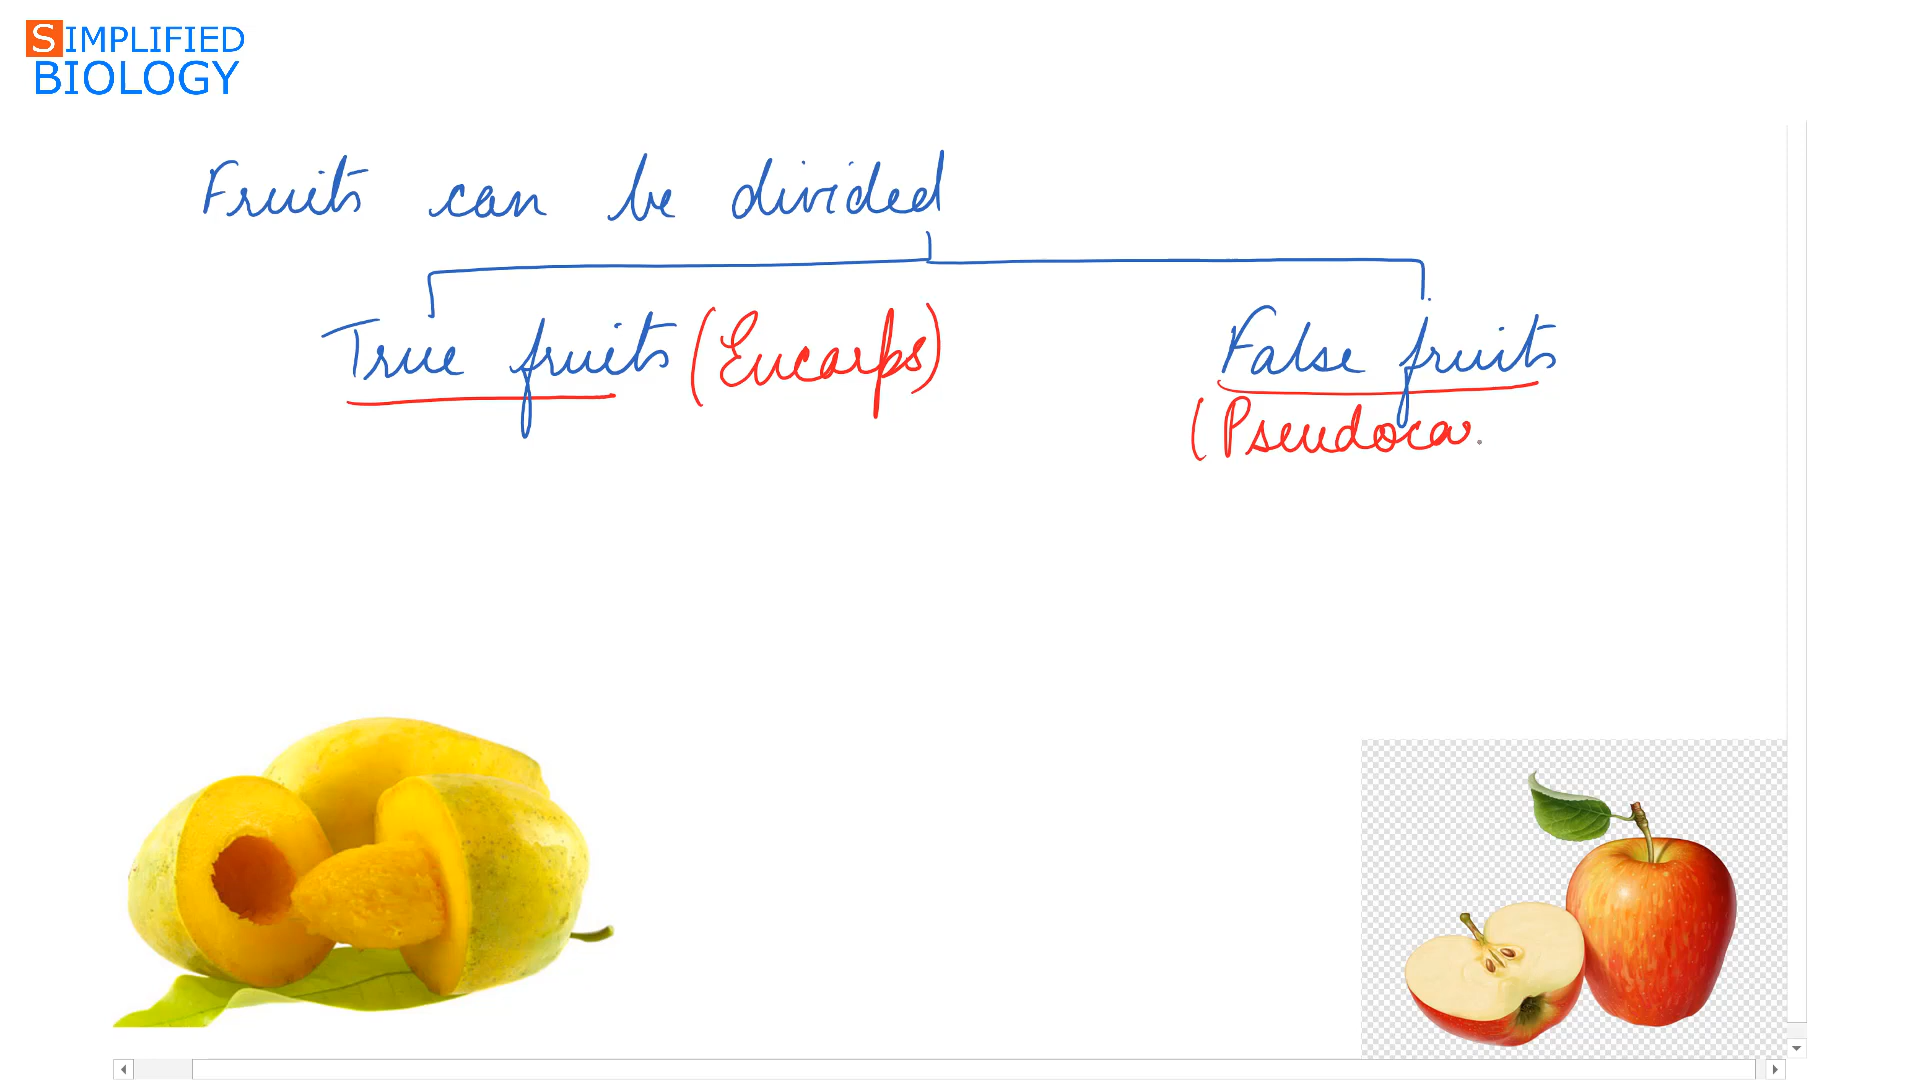 SIMPLIFIED
BIOLOGY
Fruits can be divided
True fruits (Eucarps)
False fruits
(Pseudocar